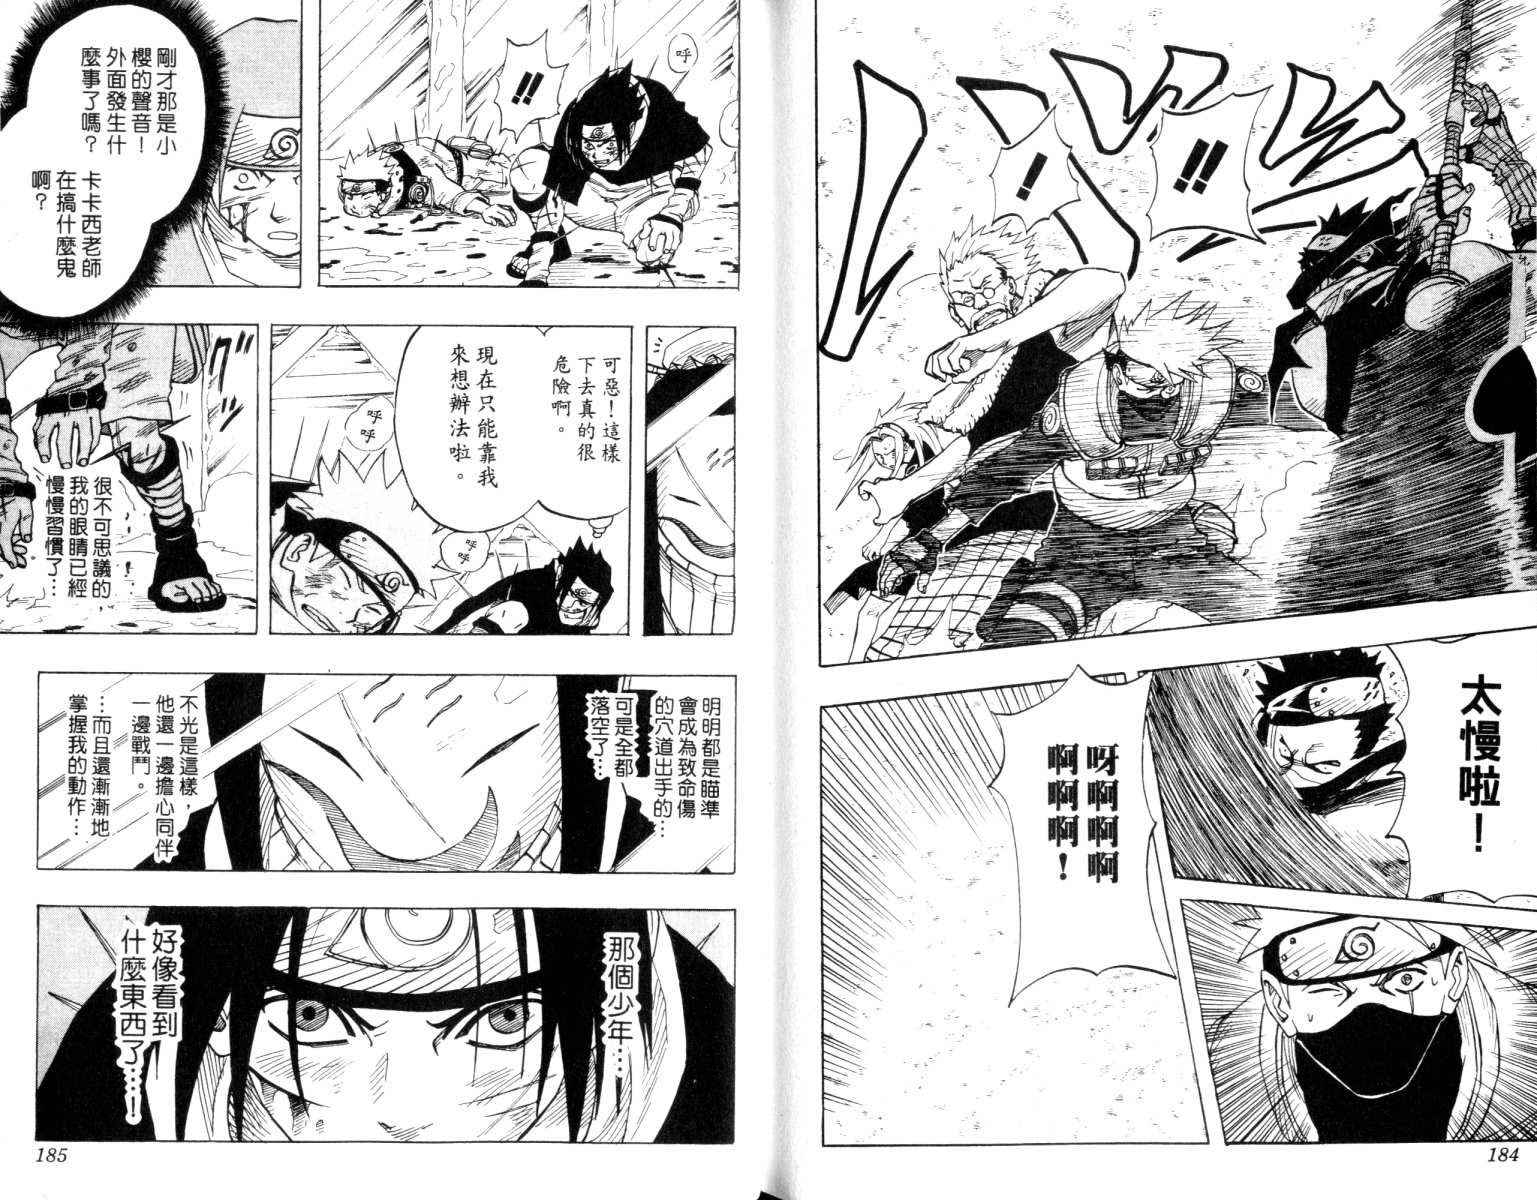 !!
!
太慢啦！
呀啊啊啊
啊啊啊！
184
呼
!!
剛才那是小
櫻的聲音！
外面發生什
麼事了嗎？
卡卡西老師
在搞什麼鬼
啊？
可惡！這樣
下去真的很
危險啊。
現在只能靠我
來想辦法啦。
呼
呼
呼
呼
很不可思議的，
我的眼睛已經
慢慢習慣了…
明明都是瞄準
會成為致命傷
的穴道出手的…
可是全都
落空了…
不光是這樣，
他還一邊擔心同伴
一邊戰鬥。
…而且還漸漸地
掌握我的動作…
那個少年…
好像看到
什麼東西了……！
185